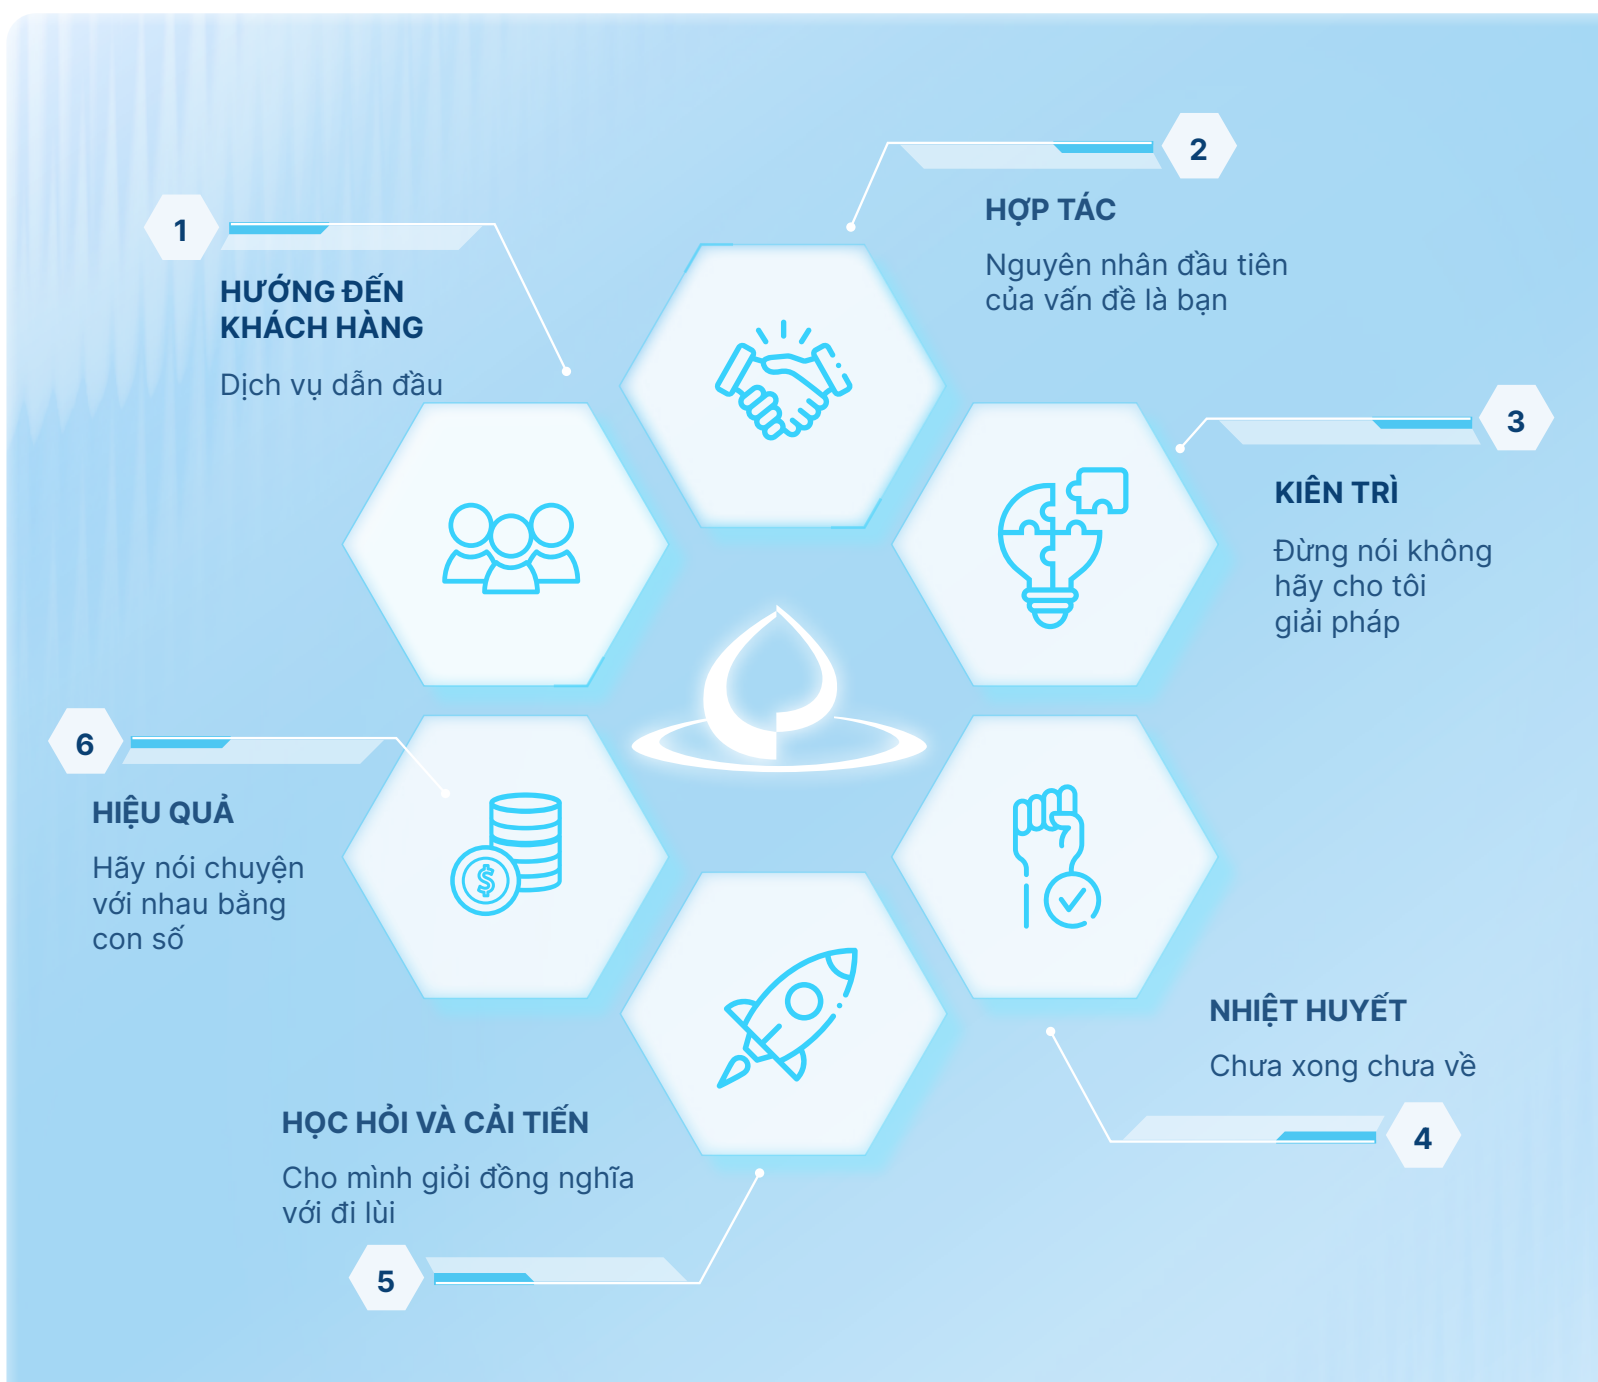 1
HƯỚNG ĐẾN
KHÁCH HÀNG
Dịch vụ dẫn đầu
2
HỢP TÁC
Nguyên nhân đầu tiên
của vấn đề là bạn
3
KIÊN TRÌ
Đừng nói không
hãy cho tôi
giải pháp
NHIỆT HUYẾT
Chưa xong chưa về
4
HỌC HỎI VÀ CẢI TIẾN
Cho mình giỏi đồng nghĩa
với đi lùi
5
6
HIỆU QUẢ
Hãy nói chuyện
với nhau bằng
con số
$